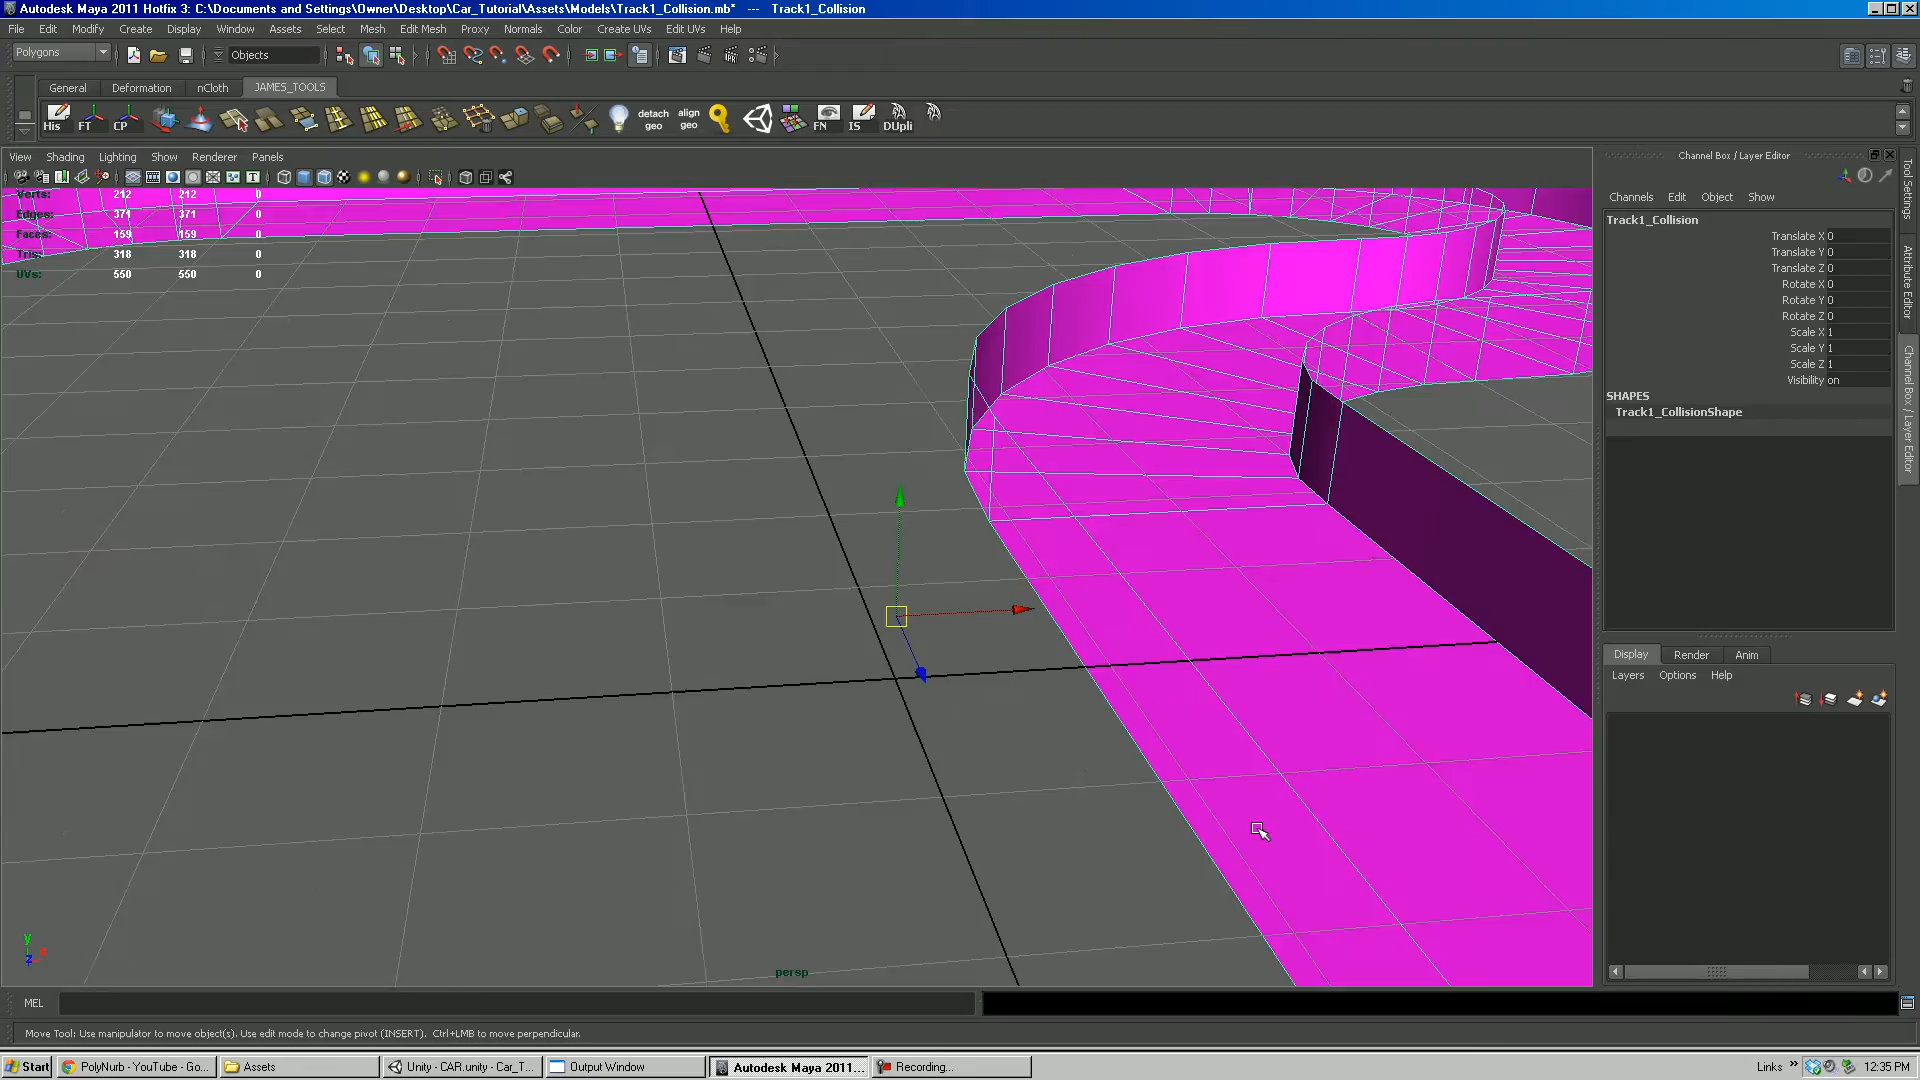 Autodesk Maya 2011 Hotfix 3: C:\Documents and Settings\Owner\Desktop\Car_Tutorial\Assets\Models\Track1_Collision.mb* --- Track1_Collision
File Edit Modify Create Display Window Assets Select Mesh Edit Mesh Proxy Normals Color Create UVs Edit UVs Help
Polygons Objects
General Deformation nCloth JAMES_TOOLS
His FT CP detach geo align geo FN IS DUpli
View Shading Lighting Show Renderer Panels
Verts: 212 212 0
Edges: 371 371 0
Faces: 159 159 0
Tris: 318 318 0
UVs: 550 550 0
persp
y x z
Channel Box / Layer Editor
Channels Edit Object Show
Track1_Collision
Translate X 0
Translate Y 0
Translate Z 0
Rotate X 0
Rotate Y 0
Rotate Z 0
Scale X 1
Scale Y 1
Scale Z 1
Visibility on
SHAPES
Track1_CollisionShape
Tool Settings
Attribute Editor
Channel Box / Layer Editor
Display Render Anim
Layers Options Help
MEL
Move Tool: Use manipulator to move object(s). Use edit mode to change pivot (INSERT). Ctrl+LMB to move perpendicular.
Start PolyNurb - YouTube - Go... Assets Unity - CAR.unity - Car_T... Output Window Autodesk Maya 2011... Recording... Links » 12:35 PM